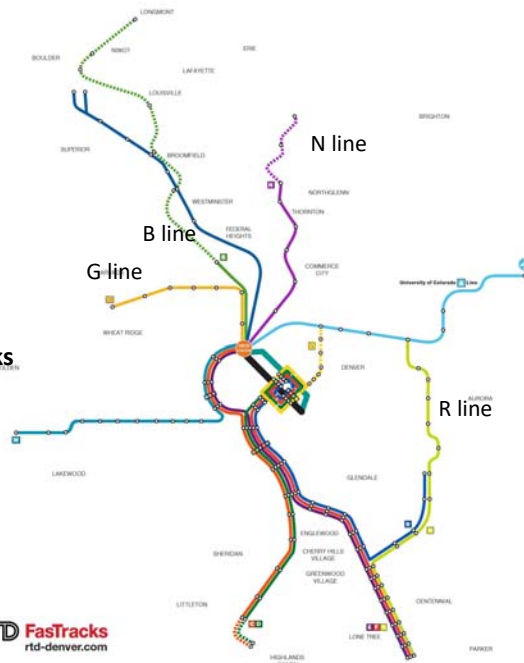 LONGMONT
NIWOT
BOULDER
ERIE
LAFAYETTE
LOUISVILLE
BRIGHTON
SUPERIOR
BROOMFIELD
N line
NORTHGLENN
WESTMINSTER
THORNTON
B line
FEDERAL
HEIGHTS
G line
COMMERCE
CITY
University of Colorado A Line
WHEAT RIDGE
DENVER
AURORA
R line
LAKEWOOD
GLENDALE
ENGLEWOOD
SHERIDAN
CHERRY HILLS
VILLAGE
GREENWOOD
VILLAGE
LITTLETON
CENTENNIAL
LONE TREE
PARKER
HIGHLANDS
FasTracks
rtd-denver.com